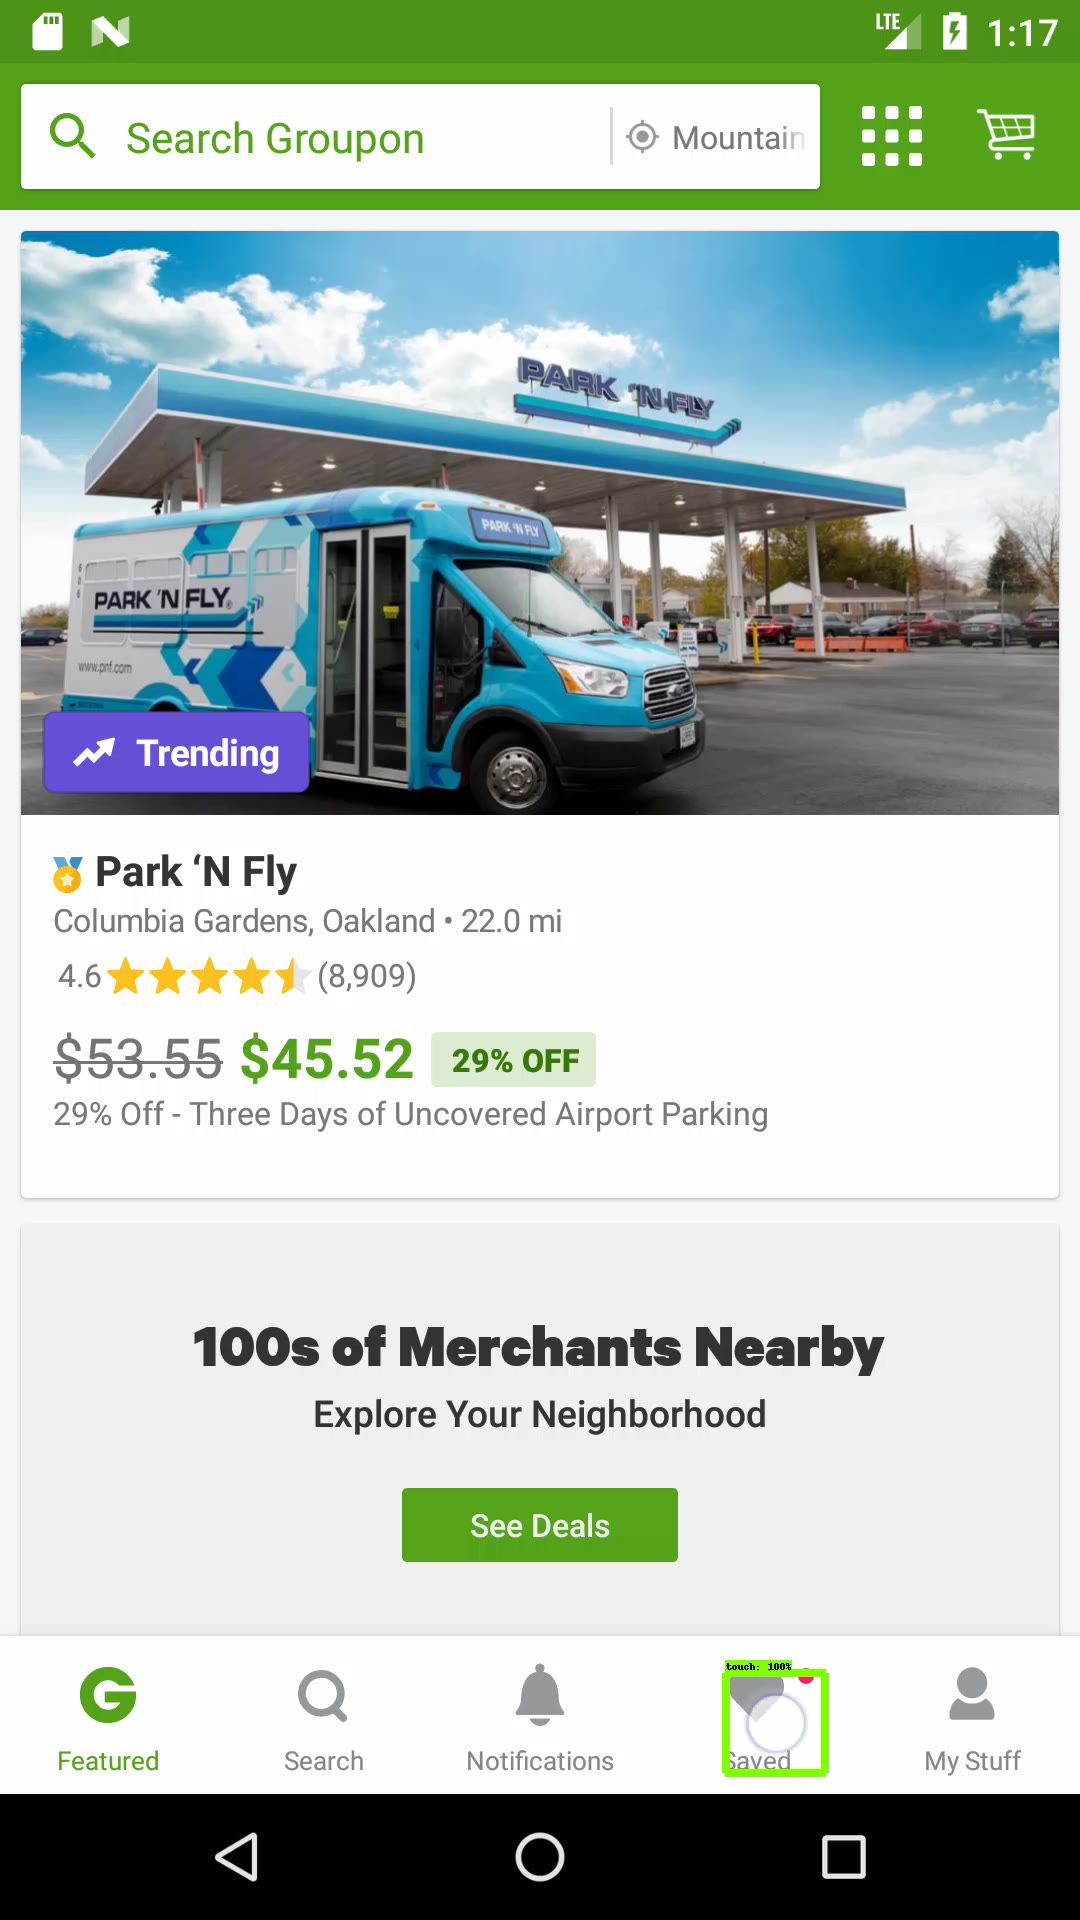 LTE 1:17
Search Groupon
Mountain
PARK 'N FLY
PARK 'N FLY
PARK 'N FLY
www.pnf.com
Trending
Park ‘N Fly
Columbia Gardens, Oakland • 22.0 mi
4.6 (8,909)
$53.55 $45.52 29% OFF
29% Off - Three Days of Uncovered Airport Parking
100s of Merchants Nearby
Explore Your Neighborhood
See Deals
touch: 100%
Featured
Search
Notifications
Saved
My Stuff